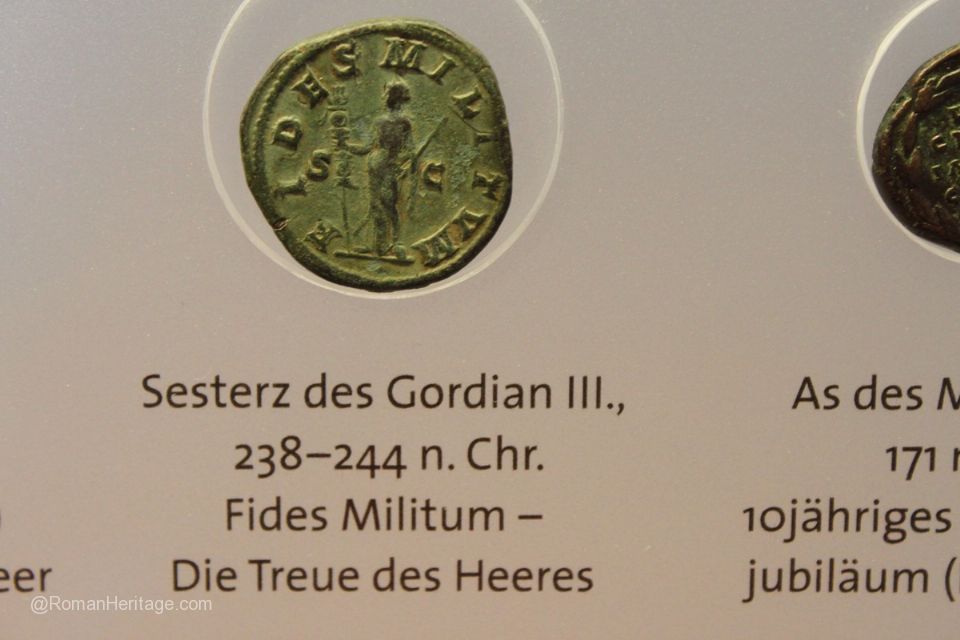 FIDES MILITVM
S C
Sesterz des Gordian III.,
238–244 n. Chr.
Fides Militum –
Die Treue des Heeres
As des
171
10jähriges
jubiläum (
eer
@RomanHeritage.com